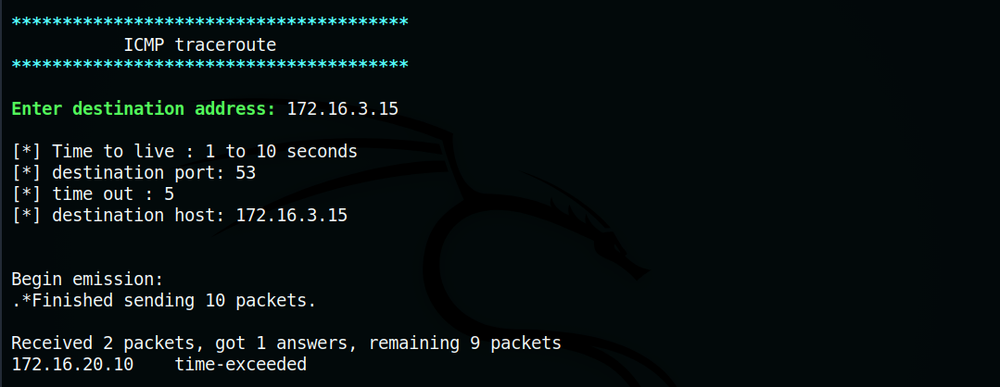 ***************************************
ICMP traceroute
***************************************
Enter destination address: 172.16.3.15
[*] Time to live : 1 to 10 seconds
[*] destination port: 53
[*] time out : 5
[*] destination host: 172.16.3.15
Begin emission:
.*Finished sending 10 packets.
Received 2 packets, got 1 answers, remaining 9 packets
172.16.20.10    time-exceeded